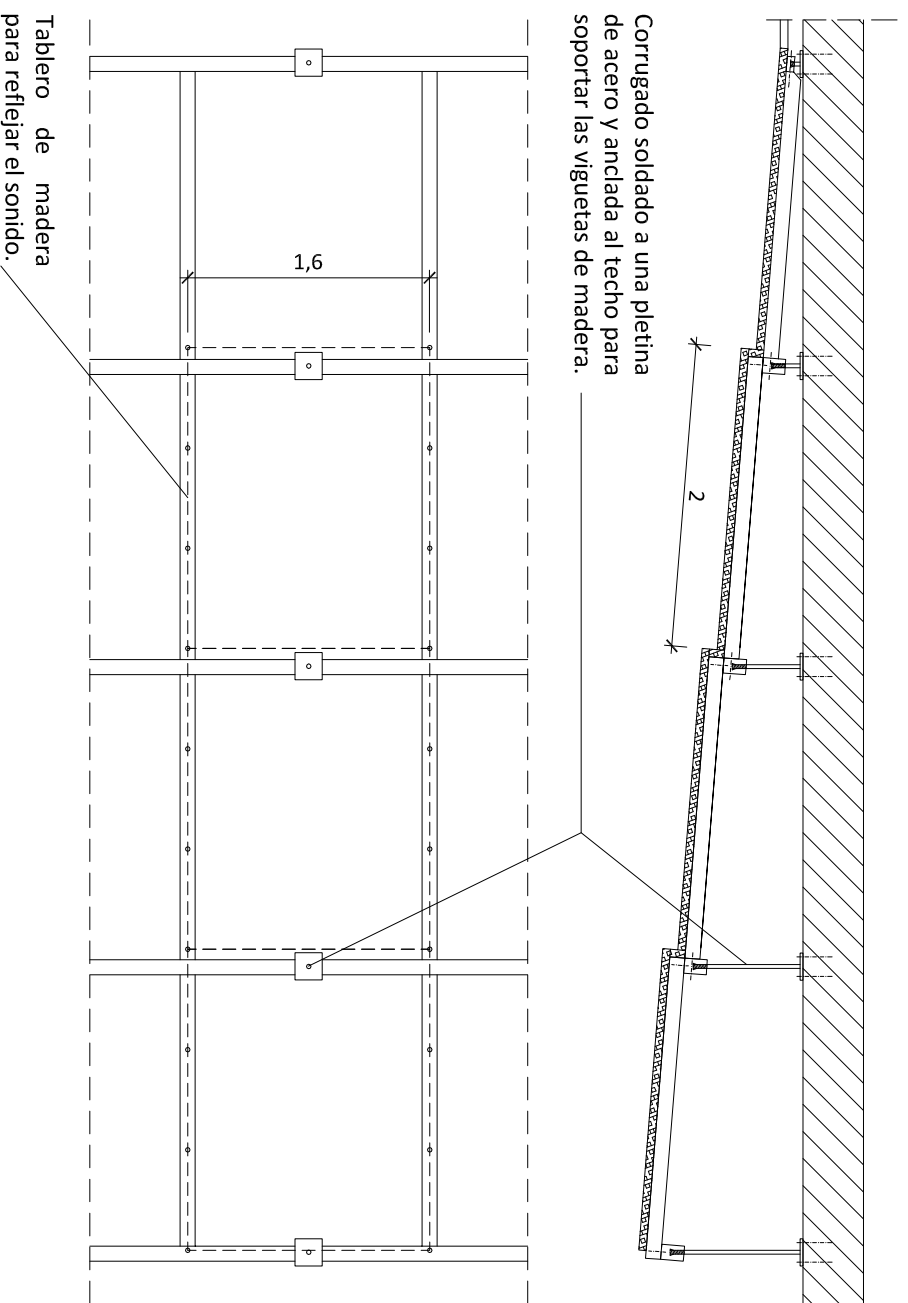 Corrugado soldado a una pletina
de acero y anclada al techo para
soportar las viguetas de madera.
2
1,6
Tablero de madera
para reflejar el sonido.